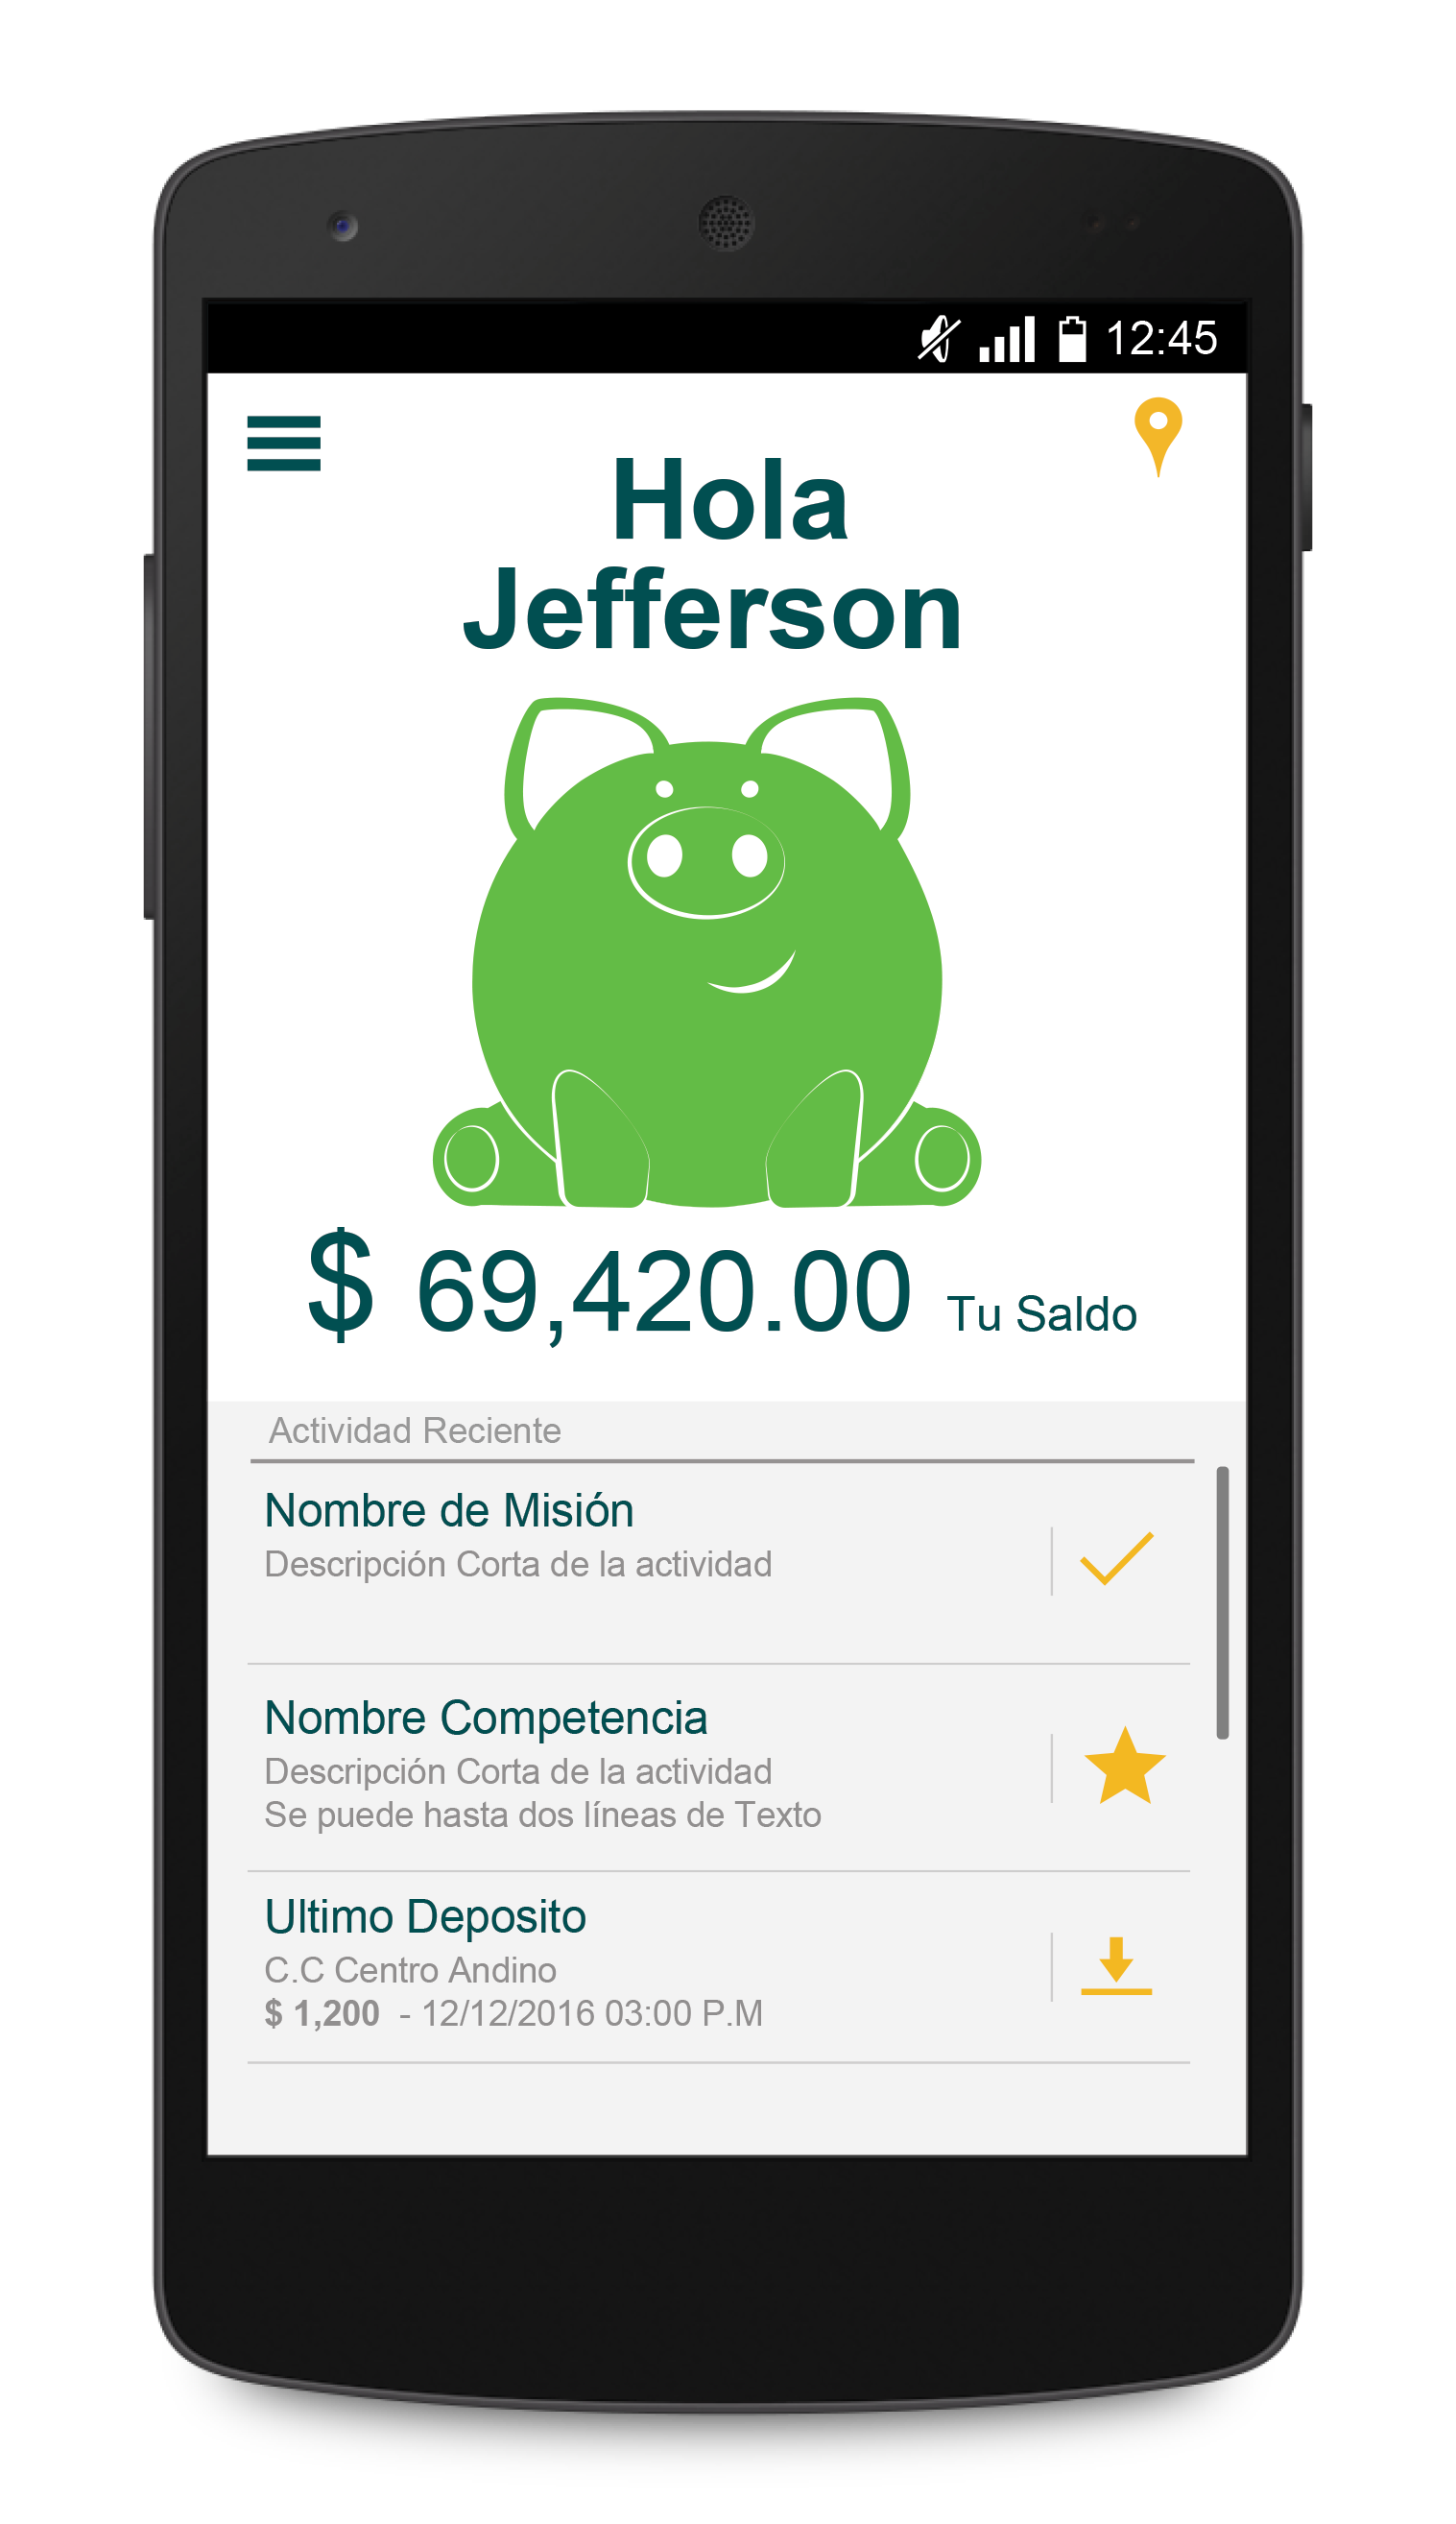 12:45
Hola
Jefferson
$ 69,420.00 Tu Saldo
Actividad Reciente
Nombre de Misión
Descripción Corta de la actividad
Nombre Competencia
Descripción Corta de la actividad
Se puede hasta dos líneas de Texto
Ultimo Deposito
C.C Centro Andino
$ 1,200 - 12/12/2016 03:00 P.M